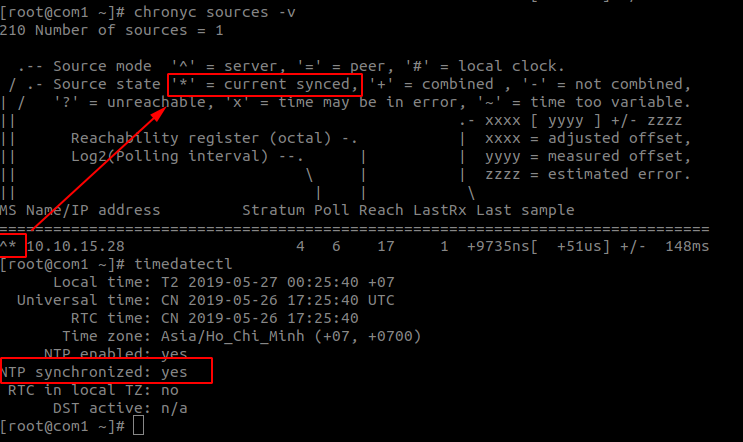 [root@com1 ~]# chronyc sources -v
210 Number of sources = 1

  .-- Source mode  '^' = server, '=' = peer, '#' = local clock.
 / .- Source state '*' = current synced, '+' = combined , '-' = not combined,
| /   '?' = unreachable, 'x' = time may be in error, '~' = time too variable.
||                                                 .- xxxx [ yyyy ] +/- zzzz
||      Reachability register (octal) -.           |  xxxx = adjusted offset,
||      Log2(Polling interval) --.      |          |  yyyy = measured offset,
||                                \     |          |  zzzz = estimated error.
||                                 |    |           \
MS Name/IP address         Stratum Poll Reach LastRx Last sample
===============================================================================
^* 10.10.15.28                   4   6    17     1  +9735ns[  +51us] +/-  148ms
[root@com1 ~]# timedatectl
      Local time: T2 2019-05-27 00:25:40 +07
  Universal time: CN 2019-05-26 17:25:40 UTC
        RTC time: CN 2019-05-26 17:25:40
       Time zone: Asia/Ho_Chi_Minh (+07, +0700)
     NTP enabled: yes
NTP synchronized: yes
 RTC in local TZ: no
      DST active: n/a
[root@com1 ~]#